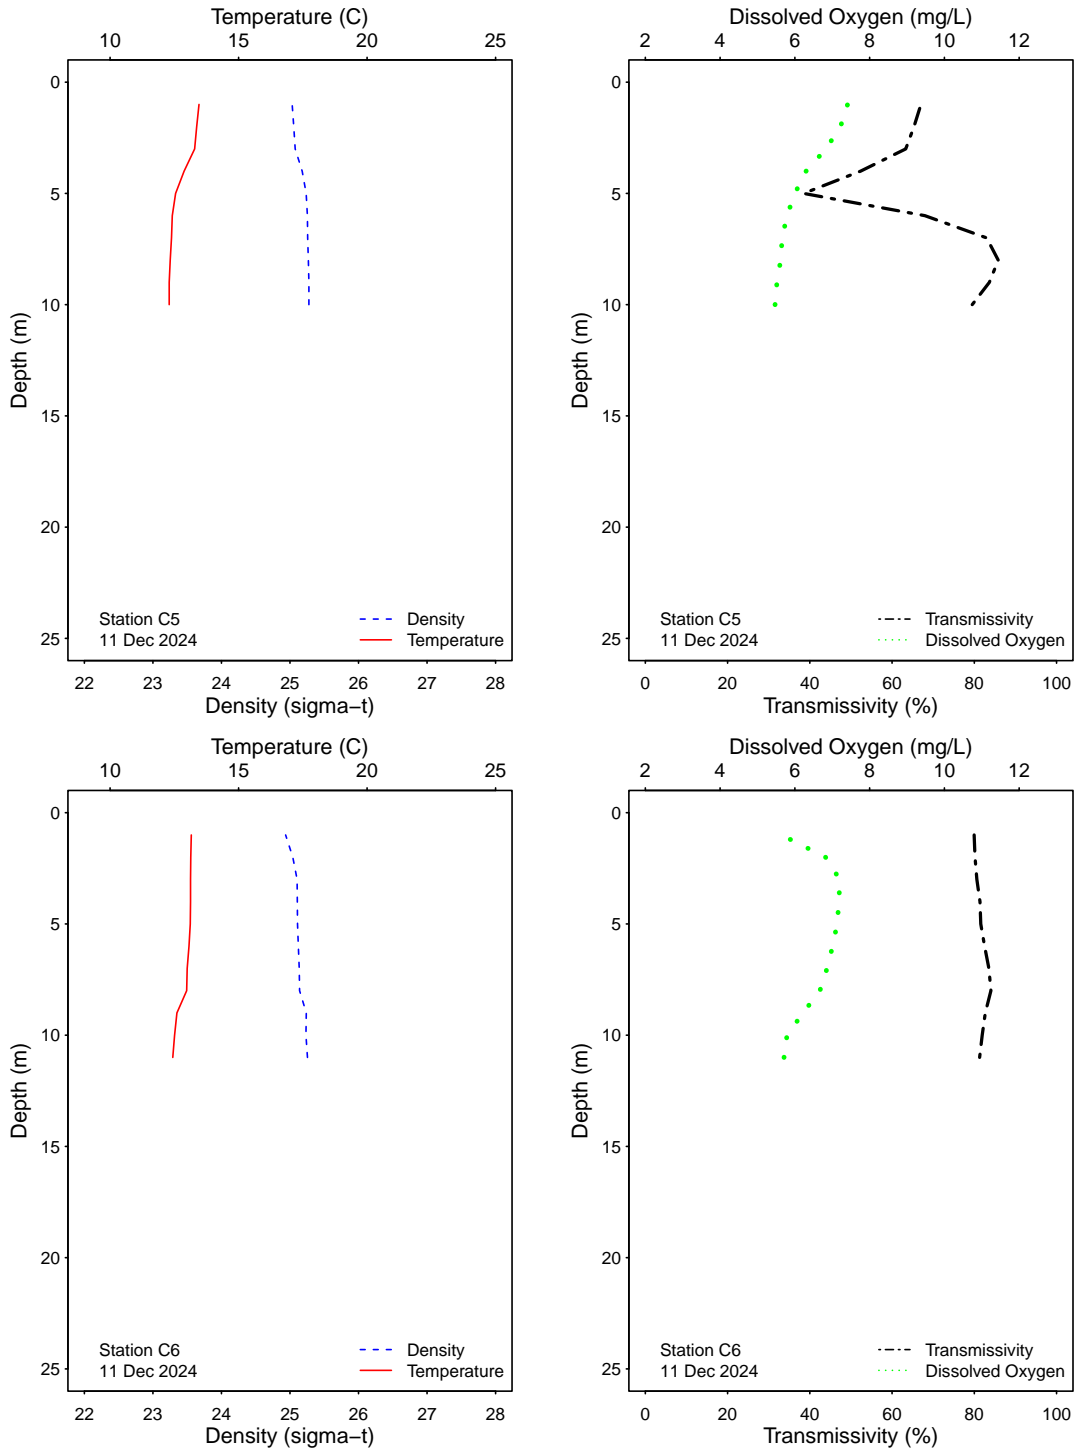 Temperature (C)
10 15 20 25
0
5
10
15
20
25
Depth (m)
Station C5
11 Dec 2024
Density
Temperature
22 23 24 25 26 27 28
Density (sigma−t)
Dissolved Oxygen (mg/L)
2 4 6 8 10 12
0
5
10
15
20
25
Depth (m)
Station C5
11 Dec 2024
Transmissivity
Dissolved Oxygen
0 20 40 60 80 100
Transmissivity (%)
Temperature (C)
10 15 20 25
0
5
10
15
20
25
Depth (m)
Station C6
11 Dec 2024
Density
Temperature
22 23 24 25 26 27 28
Density (sigma−t)
Dissolved Oxygen (mg/L)
2 4 6 8 10 12
0
5
10
15
20
25
Depth (m)
Station C6
11 Dec 2024
Transmissivity
Dissolved Oxygen
0 20 40 60 80 100
Transmissivity (%)